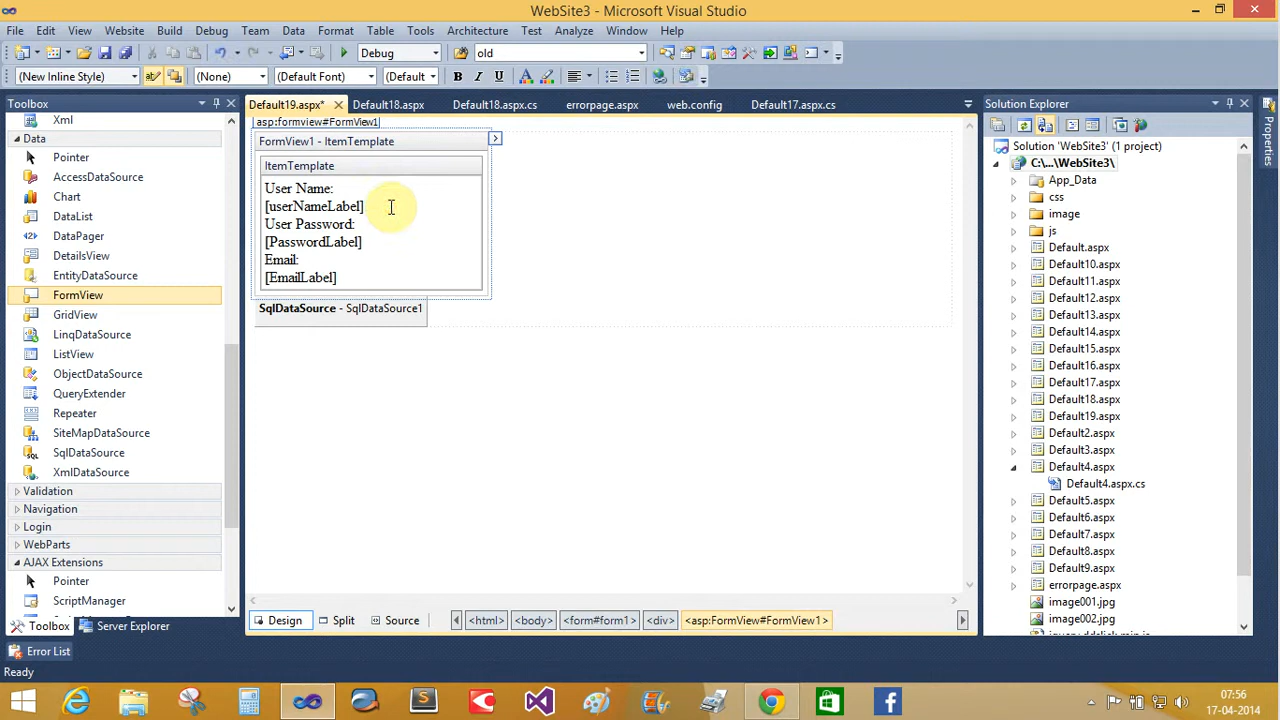 WebSite3 - Microsoft Visual Studio
File Edit View Website Build Debug Team Data Format Table Tools Architecture Test Analyze Window Help
Debug old
(New Inline Style) (None) (Default Font) (Default B I U A
Toolbox
Xml
Data
Pointer
AccessDataSource
Chart
DataList
DataPager
DetailsView
EntityDataSource
FormView
GridView
LinqDataSource
ListView
ObjectDataSource
QueryExtender
Repeater
SiteMapDataSource
SqlDataSource
XmlDataSource
Validation
Navigation
Login
WebParts
AJAX Extensions
Pointer
ScriptManager
Toolbox Server Explorer
Default19.aspx* Default18.aspx Default18.aspx.cs errorpage.aspx web.config Default17.aspx.cs
asp:formview#FormView1
FormView1 - ItemTemplate
ItemTemplate
User Name:
[userNameLabel]
User Password:
[PasswordLabel]
Email:
[EmailLabel]
SqlDataSource - SqlDataSource1
Design Split Source <html> <body> <form#form1> <div> <asp:FormView#FormView1>
Solution Explorer
Solution 'WebSite3' (1 project)
C:\...\WebSite3\
App_Data
css
image
js
Default.aspx
Default10.aspx
Default11.aspx
Default12.aspx
Default13.aspx
Default14.aspx
Default15.aspx
Default16.aspx
Default17.aspx
Default18.aspx
Default19.aspx
Default2.aspx
Default3.aspx
Default4.aspx
Default4.aspx.cs
Default5.aspx
Default6.aspx
Default7.aspx
Default8.aspx
Default9.aspx
errorpage.aspx
image001.jpg
image002.jpg
Properties
Error List
Ready
07:56
17-04-2014